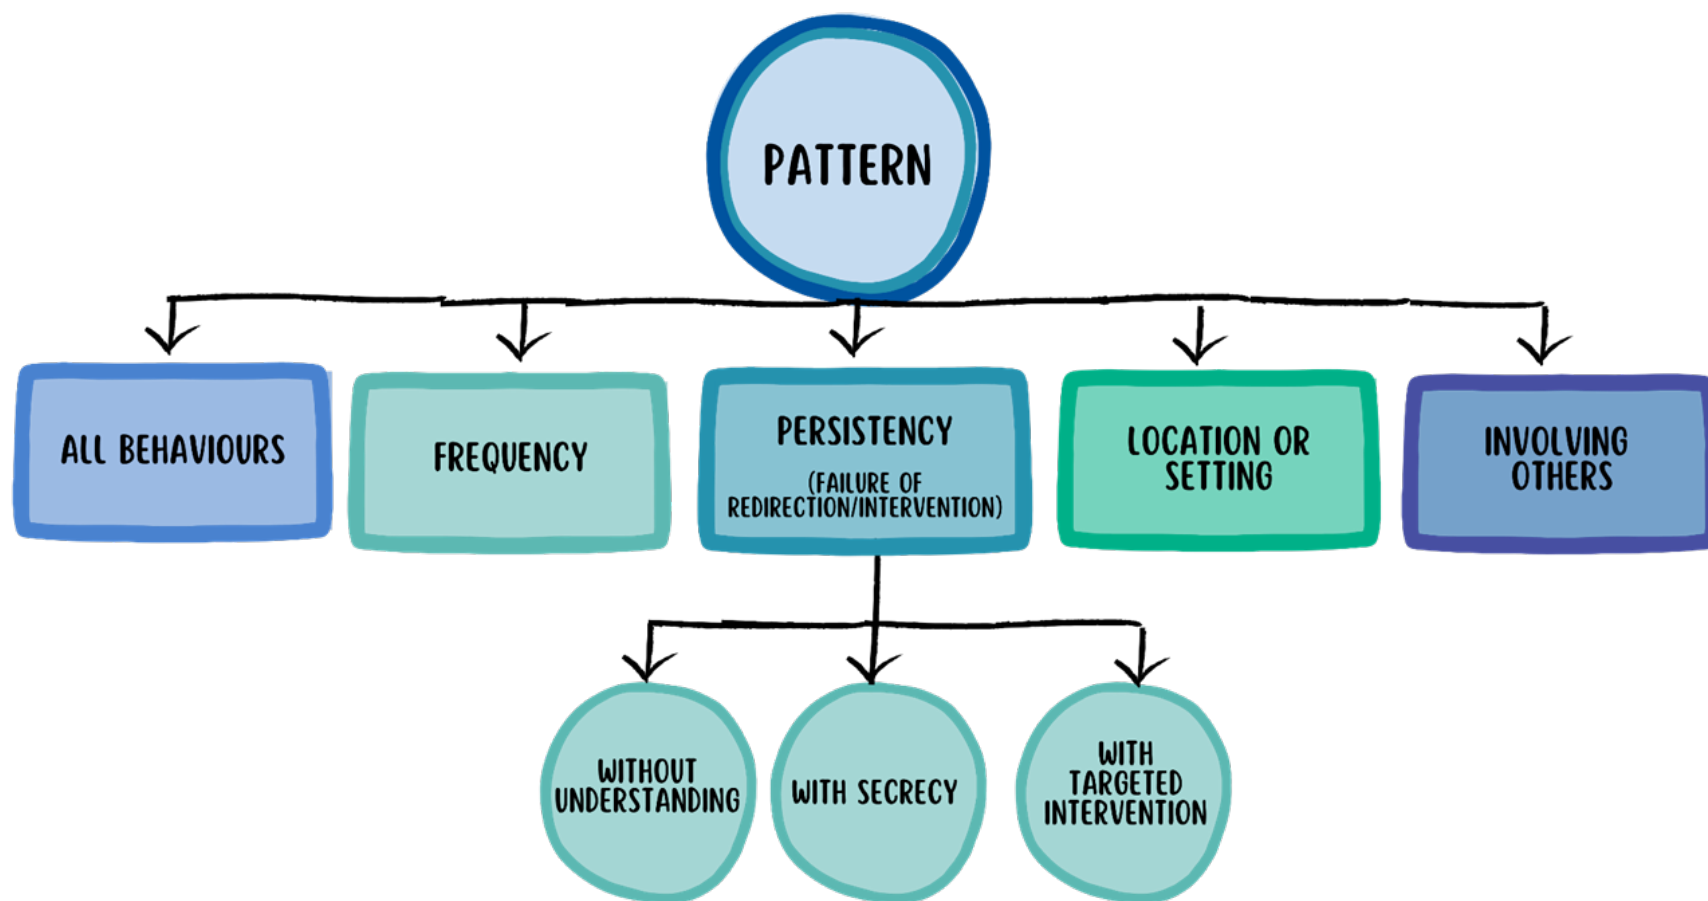 PATTERN
ALL BEHAVIOURS
FREQUENCY
PERSISTENCY
(FAILURE OF
REDIRECTION/INTERVENTION)
LOCATION OR
SETTING
INVOLVING
OTHERS
WITHOUT
UNDERSTANDING
WITH SECRECY
WITH
TARGETED
INTERVENTION